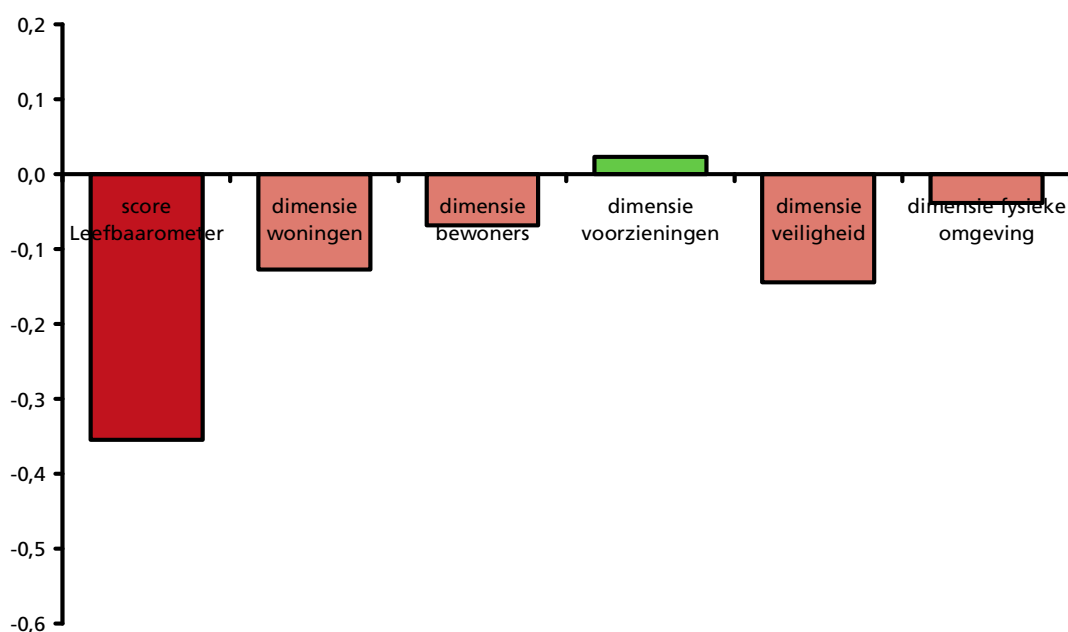 0,2
0,1
0,0
-0,1
-0,2
-0,3
-0,4
-0,5
-0,6
score
Leefbaarometer
dimensie
woningen
dimensie
bewoners
dimensie
voorzieningen
dimensie
veiligheid
dimensie fysieke
omgeving